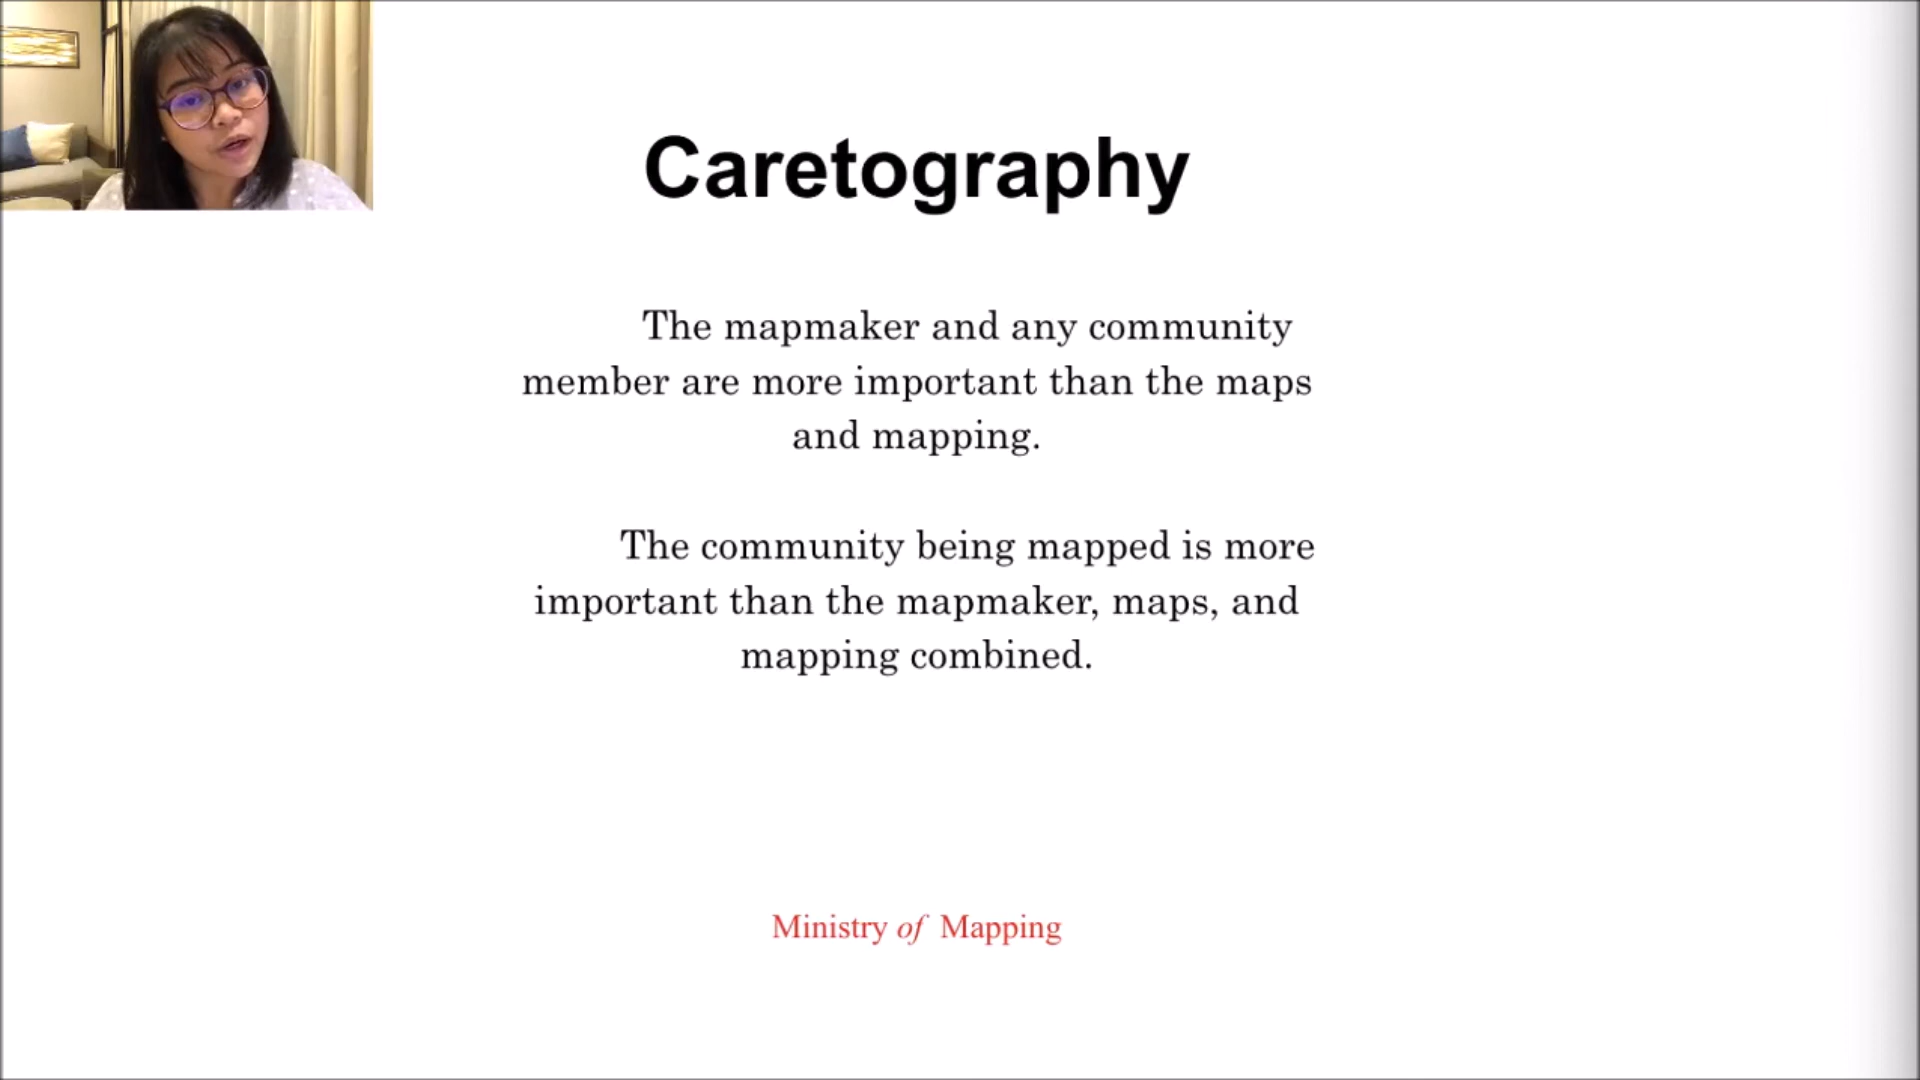 Caretography
The mapmaker and any community
member are more important than the maps
and mapping.
The community being mapped is more
important than the mapmaker, maps, and
mapping combined.
Ministry of Mapping